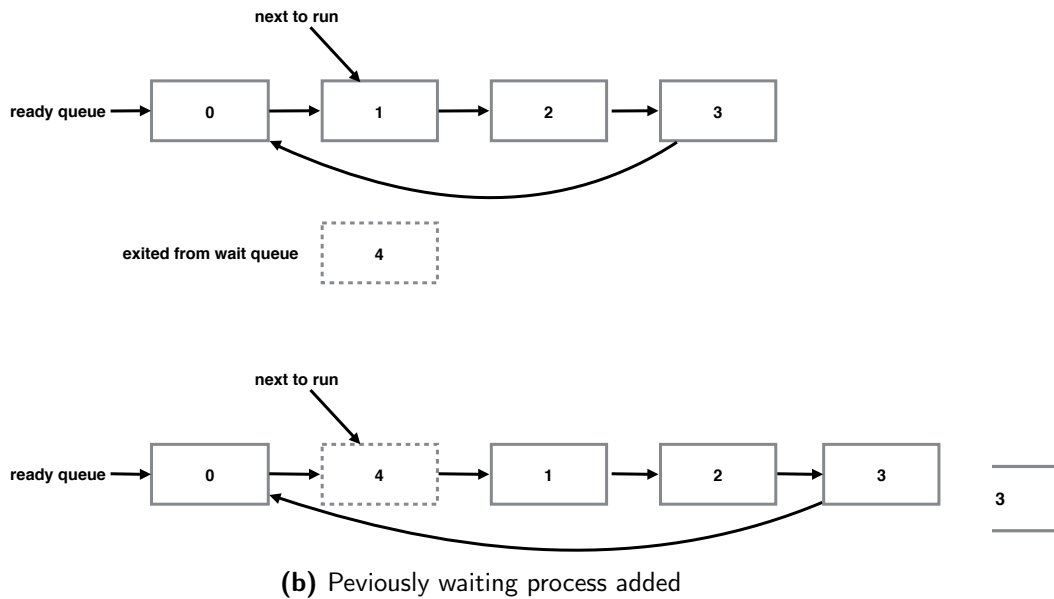 next to run
ready queue 0 1 2 3
exited from wait queue 4
next to run
ready queue 0 4 1 2 3
3
(b) Peviously waiting process added